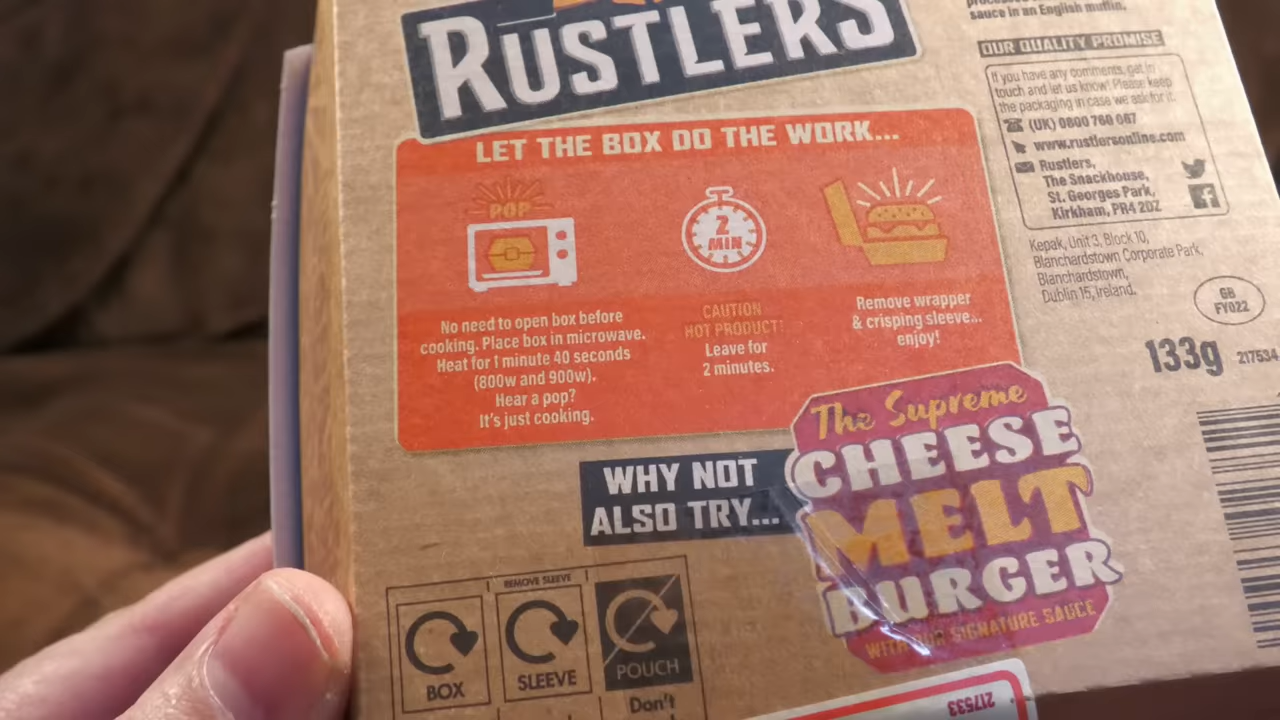 RUSTLERS
LET THE BOX DO THE WORK...
POP
No need to open box before
cooking. Place box in microwave.
Heat for 1 minute 40 seconds
(800w and 900w).
Hear a pop?
It's just cooking.
2
MIN
CAUTION
HOT PRODUCT!
Leave for
2 minutes.
Remove wrapper
& crisping sleeve...
enjoy!
WHY NOT
ALSO TRY...
The Supreme
CHEESE
MELT
BURGER
WITH OUR SIGNATURE SAUCE
BOX
REMOVE SLEEVE
SLEEVE
POUCH
Don't
217533
sauce in an English muffin.
OUR QUALITY PROMISE
If you have any comments, get in
touch and let us know! Please keep
the packaging in case we ask for it.
(UK) 0800 760 067
www.rustlersonline.com
Rustlers,
The Snackhouse,
St. Georges Park,
Kirkham, PR4 2DZ
Kepak, Unit 3, Block 10,
Blanchardstown Corporate Park,
Blanchardstown,
Dublin 15, Ireland.
GB
FY022
133g
217534